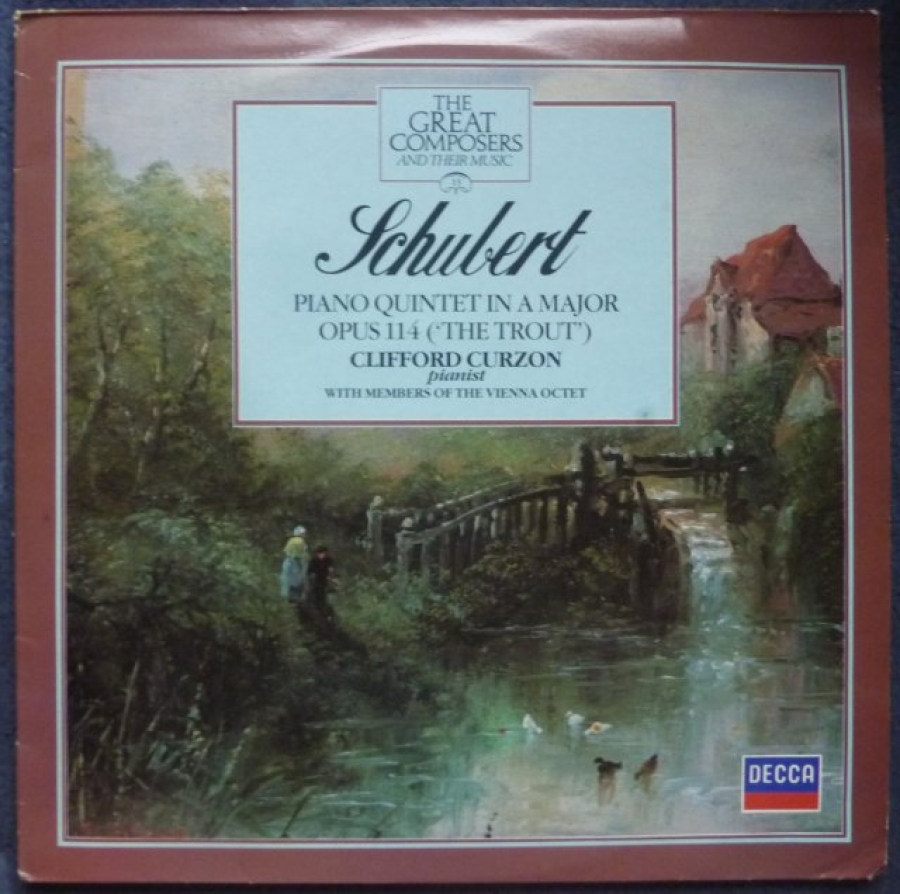 THE
GREAT
COMPOSERS
AND THEIR MUSIC
Schubert
PIANO QUINTET IN A MAJOR
OPUS 114 ('THE TROUT')
CLIFFORD CURZON
pianist
WITH MEMBERS OF THE VIENNA OCTET
DECCA